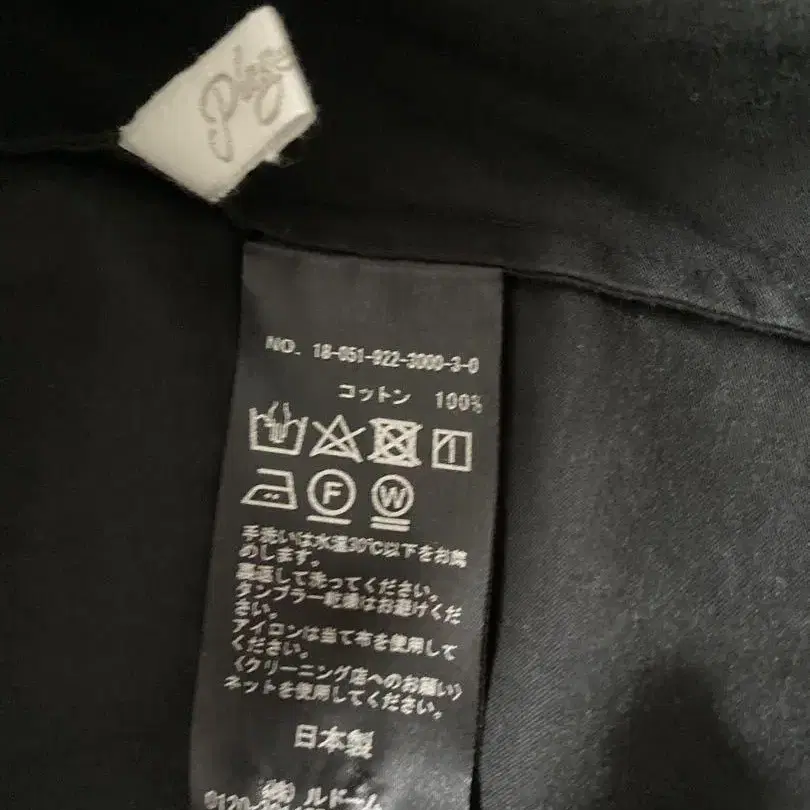 Plage
NO. 18-051-922-3000-3-0
コットン 100%
F W
手洗いは水温30℃以下をお薦
めします。
裏返して洗ってください。
タンブラー乾燥はお避けくだ
さい。
アイロンは当て布を使用して
ください。
〈クリーニング店へのお願い〉
ネットを使用してください。
日本製
(株) ルドーム